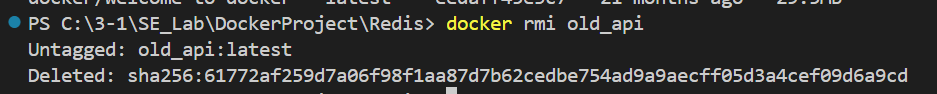 PS C:\3-1\SE_Lab\DockerProject\Redis> docker rmi old_api
Untagged: old_api:latest
Deleted: sha256:61772af259d7a06f98f1aa87d7b62cedbe754ad9a9aecff05d3a4cef09d6a9cd